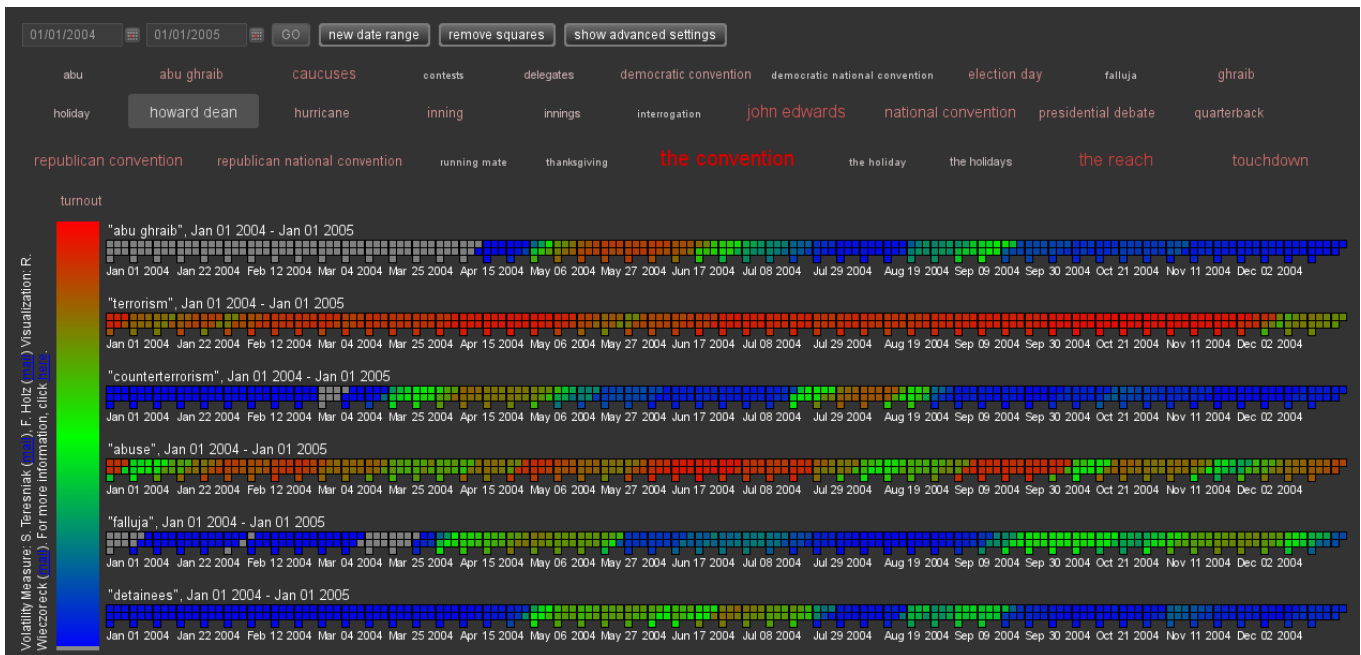 01/01/2004 01/01/2005 GO new date range remove squares show advanced settings
abu abu ghraib caucuses contests delegates democratic convention democratic national convention election day falluja ghraib
holiday howard dean hurricane inning innings interrogation john edwards national convention presidential debate quarterback
republican convention republican national convention running mate thanksgiving the convention the holiday the holidays the reach touchdown
turnout
"abu ghraib", Jan 01 2004 - Jan 01 2005
Jan 01 2004 Jan 22 2004 Feb 12 2004 Mar 04 2004 Mar 25 2004 Apr 15 2004 May 06 2004 May 27 2004 Jun 17 2004 Jul 08 2004 Jul 29 2004 Aug 19 2004 Sep 09 2004 Sep 30 2004 Oct 21 2004 Nov 11 2004 Dec 02 2004
"terrorism", Jan 01 2004 - Jan 01 2005
Jan 01 2004 Jan 22 2004 Feb 12 2004 Mar 04 2004 Mar 25 2004 Apr 15 2004 May 06 2004 May 27 2004 Jun 17 2004 Jul 08 2004 Jul 29 2004 Aug 19 2004 Sep 09 2004 Sep 30 2004 Oct 21 2004 Nov 11 2004 Dec 02 2004
"counterterrorism", Jan 01 2004 - Jan 01 2005
Jan 01 2004 Jan 22 2004 Feb 12 2004 Mar 04 2004 Mar 25 2004 Apr 15 2004 May 06 2004 May 27 2004 Jun 17 2004 Jul 08 2004 Jul 29 2004 Aug 19 2004 Sep 09 2004 Sep 30 2004 Oct 21 2004 Nov 11 2004 Dec 02 2004
"abuse", Jan 01 2004 - Jan 01 2005
Jan 01 2004 Jan 22 2004 Feb 12 2004 Mar 04 2004 Mar 25 2004 Apr 15 2004 May 06 2004 May 27 2004 Jun 17 2004 Jul 08 2004 Jul 29 2004 Aug 19 2004 Sep 09 2004 Sep 30 2004 Oct 21 2004 Nov 11 2004 Dec 02 2004
"falluja", Jan 01 2004 - Jan 01 2005
Jan 01 2004 Jan 22 2004 Feb 12 2004 Mar 04 2004 Mar 25 2004 Apr 15 2004 May 06 2004 May 27 2004 Jun 17 2004 Jul 08 2004 Jul 29 2004 Aug 19 2004 Sep 09 2004 Sep 30 2004 Oct 21 2004 Nov 11 2004 Dec 02 2004
"detainees", Jan 01 2004 - Jan 01 2005
Jan 01 2004 Jan 22 2004 Feb 12 2004 Mar 04 2004 Mar 25 2004 Apr 15 2004 May 06 2004 May 27 2004 Jun 17 2004 Jul 08 2004 Jul 29 2004 Aug 19 2004 Sep 09 2004 Sep 30 2004 Oct 21 2004 Nov 11 2004 Dec 02 2004
Volatility Measure: S. Teresniak (mail), F. Holz (mail) Visualization: R.
Wieczoreck (mail). For more information, click here.